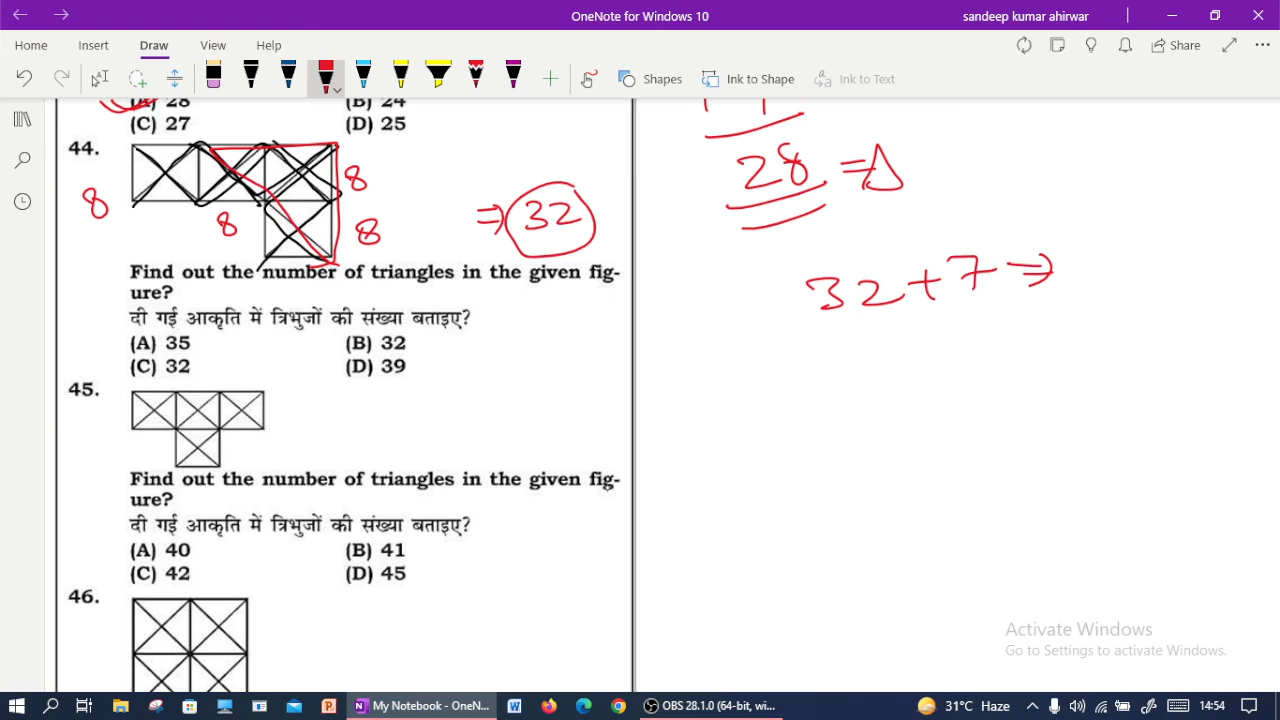 OneNote for Windows 10
sandeep kumar ahirwar
Home Insert Draw View Help
Share
Shapes
Ink to Shape
Ink to Text
(A) 28 (B) 24
(C) 27 (D) 25
44.
8
8
8
8
⇒ 32
28 = Δ
32 + 7 ⇒
Find out the number of triangles in the given fig-
ure?
दी गई आकृति में त्रिभुजों की संख्या बताइए?
(A) 35 (B) 32
(C) 32 (D) 39
45.
Find out the number of triangles in the given fig-
ure?
दी गई आकृति में त्रिभुजों की संख्या बताइए?
(A) 40 (B) 41
(C) 42 (D) 45
46.
Activate Windows
Go to Settings to activate Windows.
My Notebook - OneN...
OBS 28.1.0 (64-bit, wi...
31°C Haze
ENG
14:54